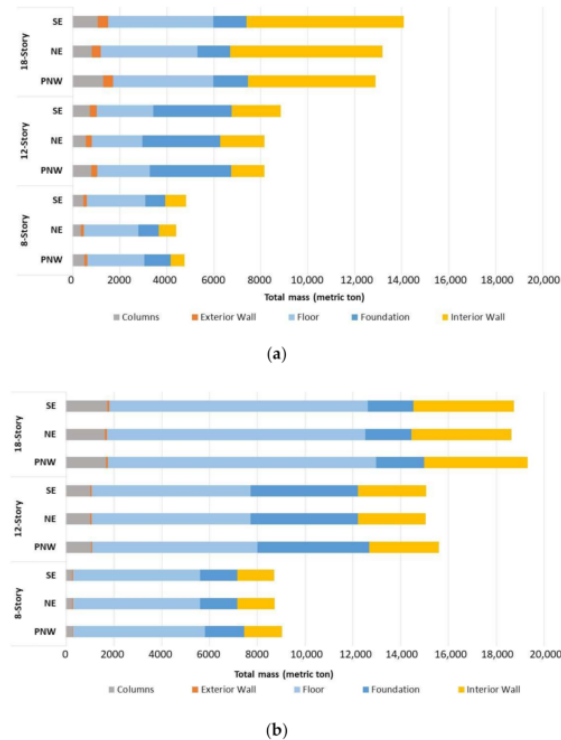 18-Story
SE
NE
PNW
12-Story
SE
NE
PNW
8-Story
SE
NE
PNW
0 2000 4000 6000 8000 10,000 12,000 14,000 16,000 18,000 20,000
Total mass (metric ton)
Columns Exterior Wall Floor Foundation Interior Wall
(a)
18-Story
SE
NE
PNW
12-Story
SE
NE
PNW
8-Story
SE
NE
PNW
0 2000 4000 6000 8000 10,000 12,000 14,000 16,000 18,000 20,000
Total mass (metric ton)
Columns Exterior Wall Floor Foundation Interior Wall
(b)